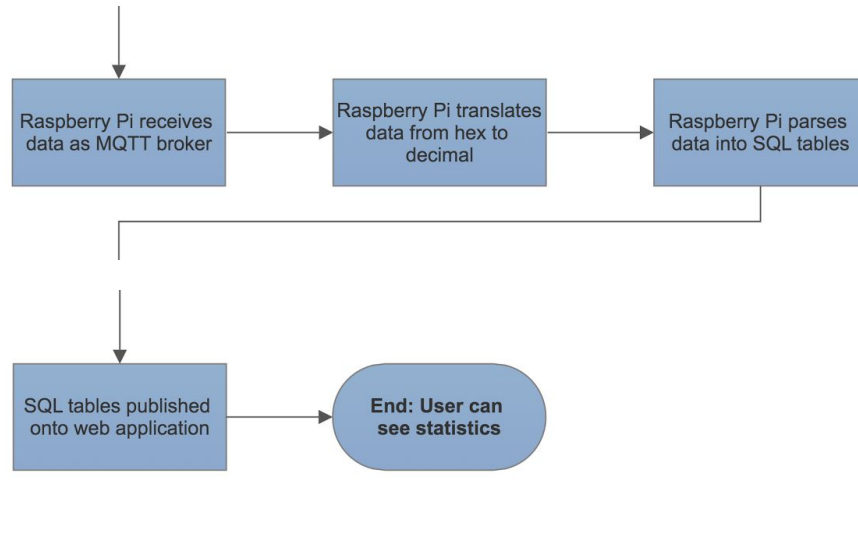 Raspberry Pi receives
data as MQTT broker
Raspberry Pi translates
data from hex to
decimal
Raspberry Pi parses
data into SQL tables
SQL tables published
onto web application
End: User can
see statistics